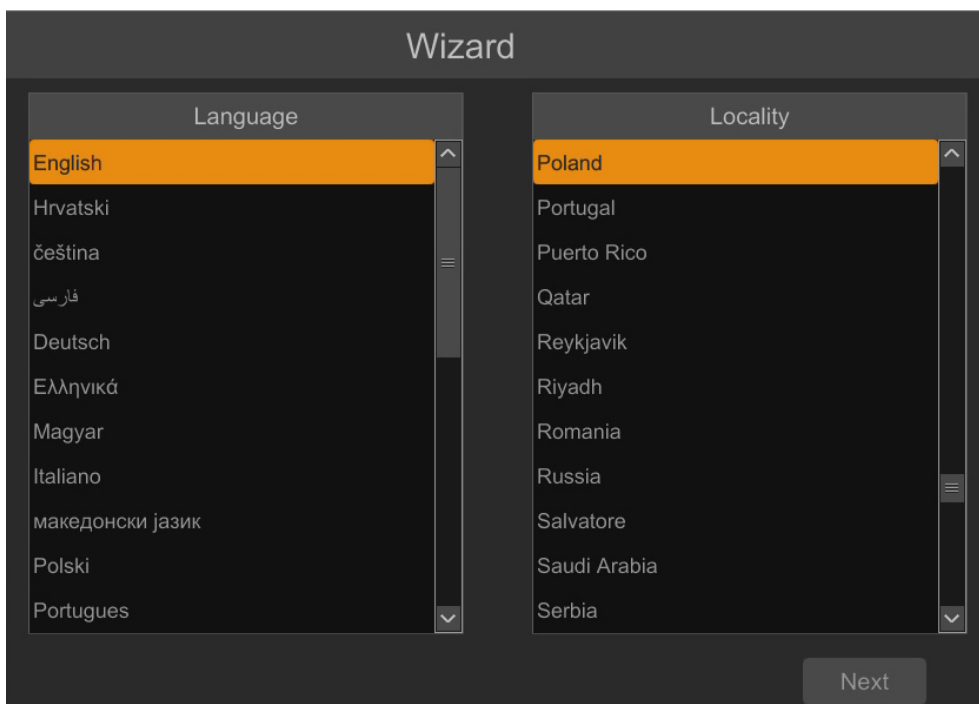 Wizard
Language
English
Hrvatski
čeština
فارسی
Deutsch
Ελληνικά
Magyar
Italiano
македонски јазик
Polski
Portugues
Locality
Poland
Portugal
Puerto Rico
Qatar
Reykjavik
Riyadh
Romania
Russia
Salvatore
Saudi Arabia
Serbia
Next